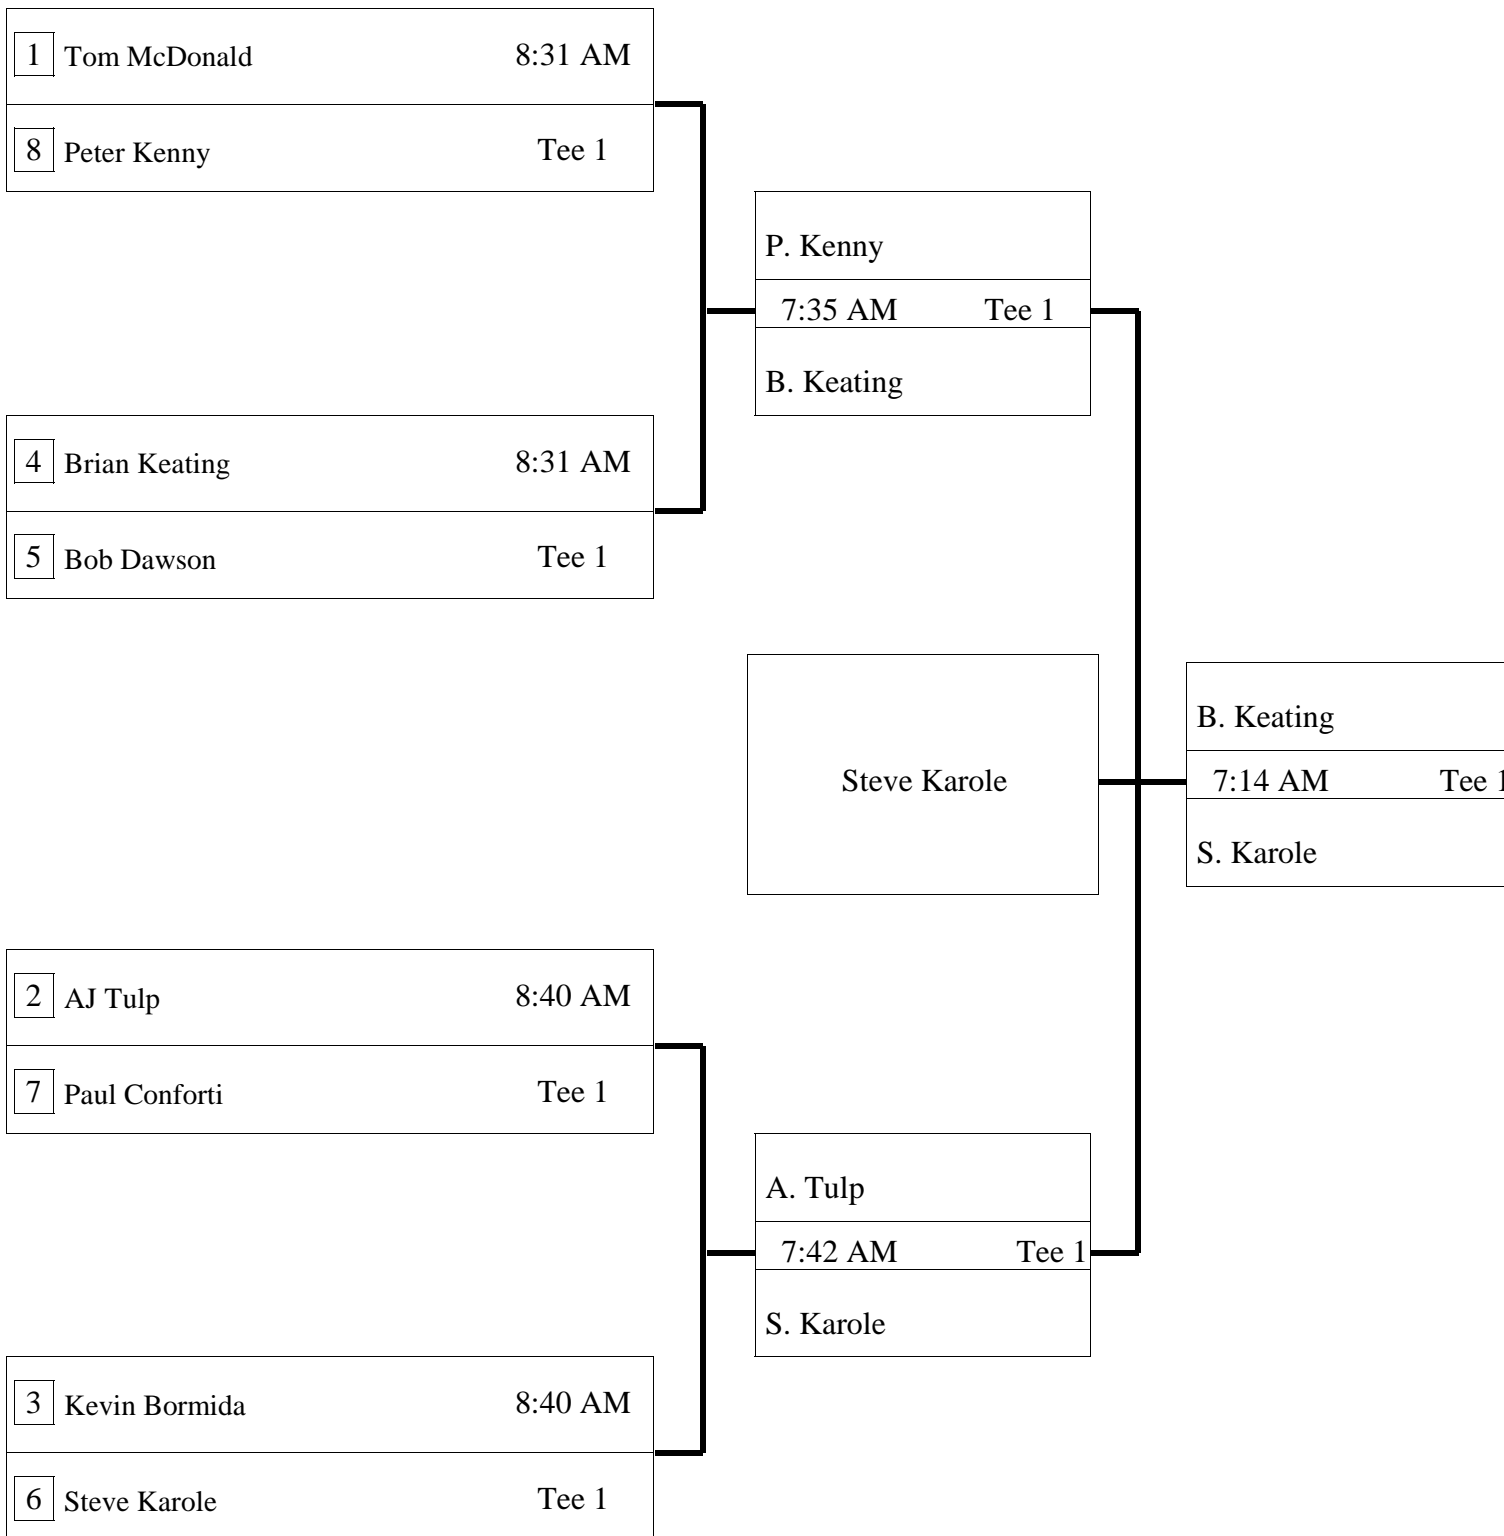 1 Tom McDonald 8:31 AM
8 Peter Kenny Tee 1
P. Kenny
7:35 AM Tee 1
B. Keating
4 Brian Keating 8:31 AM
5 Bob Dawson Tee 1
Steve Karole
B. Keating
7:14 AM Tee 1
S. Karole
2 AJ Tulp 8:40 AM
7 Paul Conforti Tee 1
A. Tulp
7:42 AM Tee 1
S. Karole
3 Kevin Bormida 8:40 AM
6 Steve Karole Tee 1